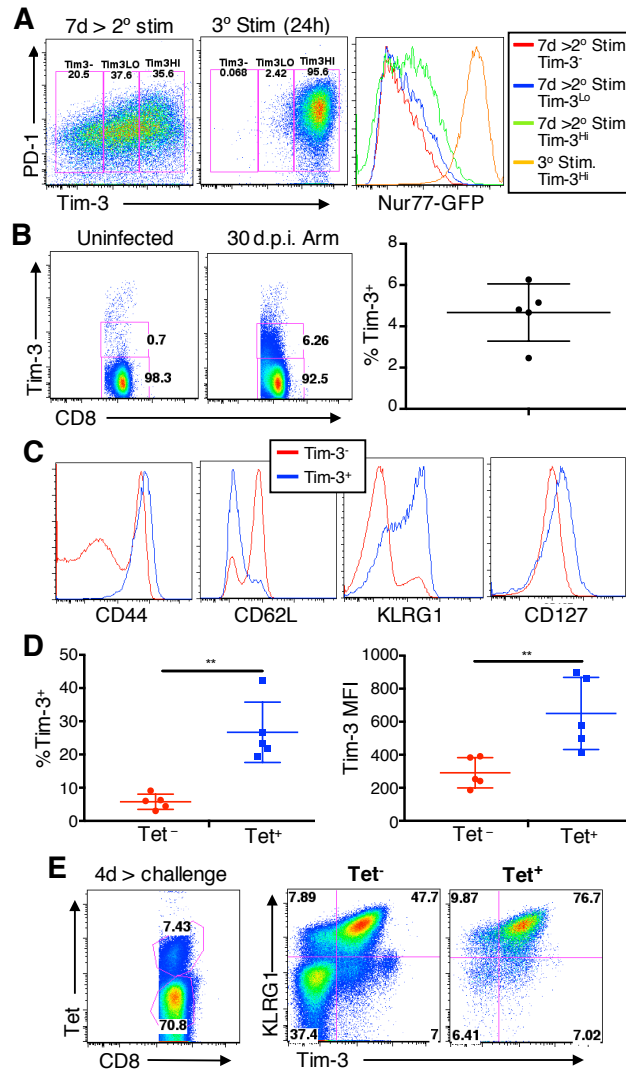 A
7d > 2° stim
3° Stim (24h)
Tim3- Tim3LO Tim3HI
20.5 37.6 35.6
Tim3- Tim3LO Tim3HI
0.068 2.42 95.6
PD-1
Tim-3
Nur77-GFP
7d >2° Stim
Tim-3-
7d >2° Stim
Tim-3Lo
7d >2° Stim
Tim-3Hi
3° Stim.
Tim-3Hi
B
Uninfected
30 d.p.i. Arm
Tim-3
0.7
98.3
6.26
92.5
CD8
% Tim-3+
8
6
4
2
0
C
Tim-3-
Tim-3+
CD44
CD62L
KLRG1
CD127
D
%Tim-3+
50
40
30
20
10
0
**
Tet−
Tet+
Tim-3 MFI
1000
800
600
400
200
0
**
Tet−
Tet+
E
4d > challenge
Tet
7.43
70.8
CD8
Tet-
Tet+
KLRG1
7.89 47.7
37.4 7
9.87 76.7
6.41 7.02
Tim-3